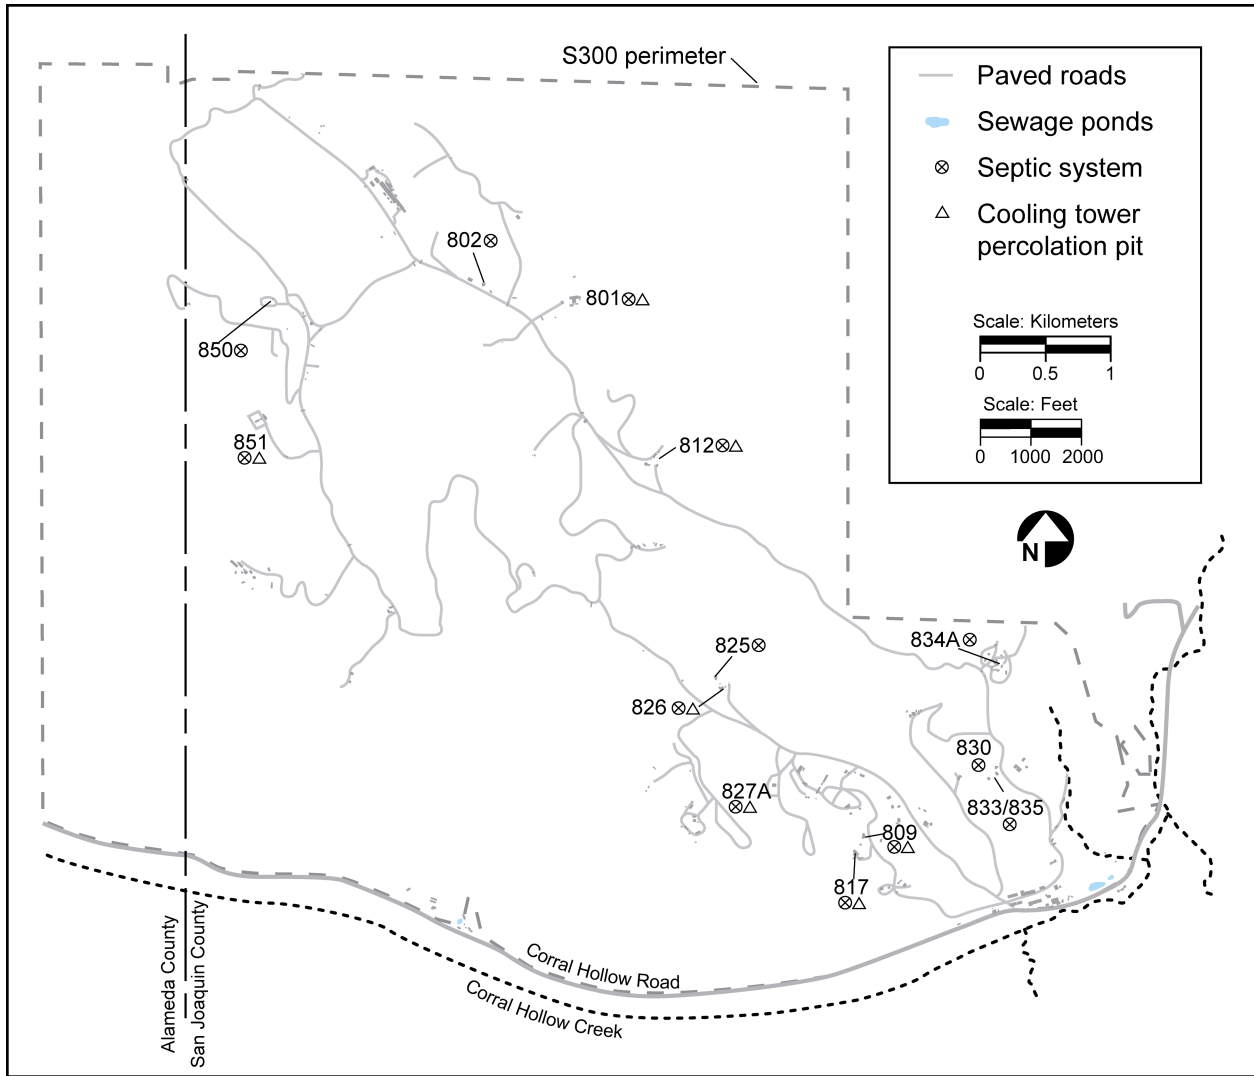 S300 perimeter
Paved roads
Sewage ponds
Septic system
Cooling tower
percolation pit
Scale: Kilometers
0 0.5 1
Scale: Feet
0 1000 2000
N
802
801
850
851
812
834A
825
826
830
827A
833/835
809
817
Corral Hollow Road
Corral Hollow Creek
Alameda County
San Joaquin County